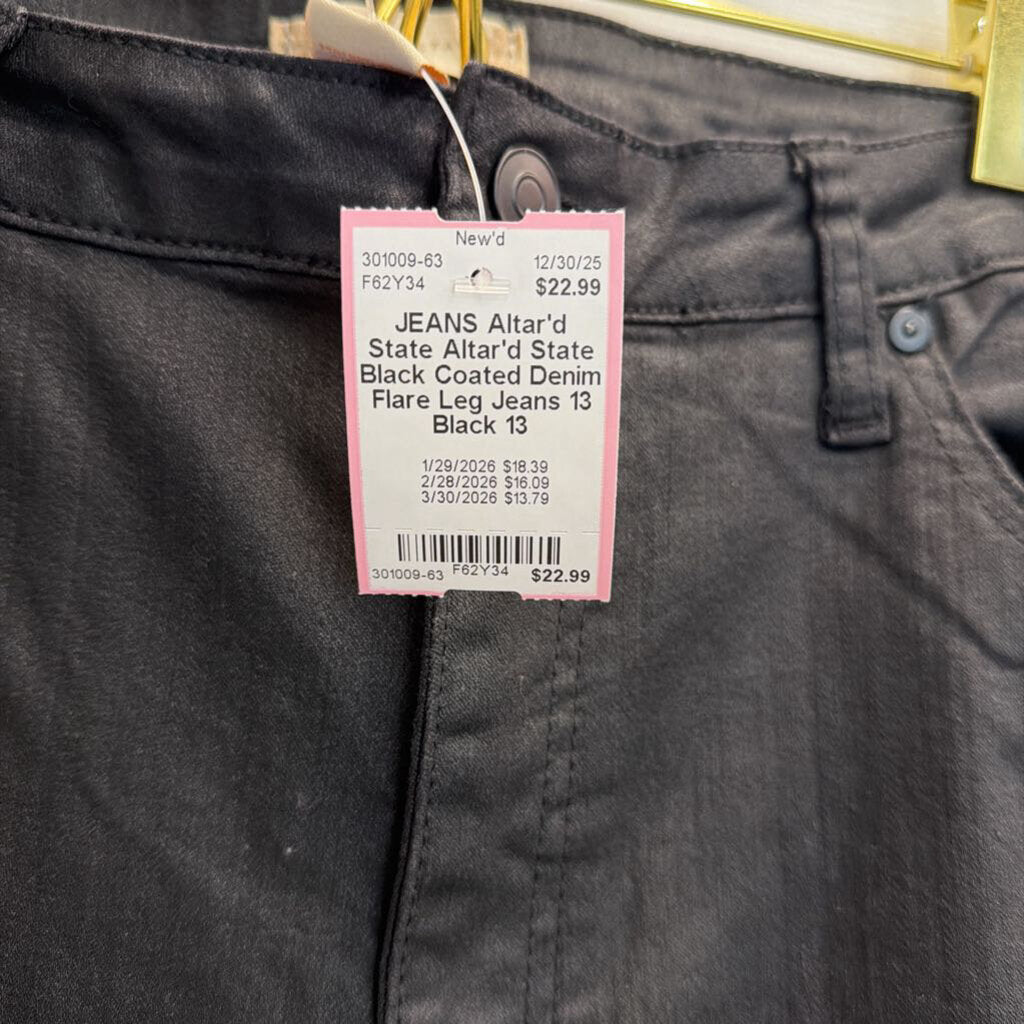 New'd
301009-63 12/30/25
F62Y34 $22.99
JEANS Altar'd
State Altar'd State
Black Coated Denim
Flare Leg Jeans 13
Black 13
1/29/2026 $18.39
2/28/2026 $16.09
3/30/2026 $13.79
301009-63 F62Y34 $22.99